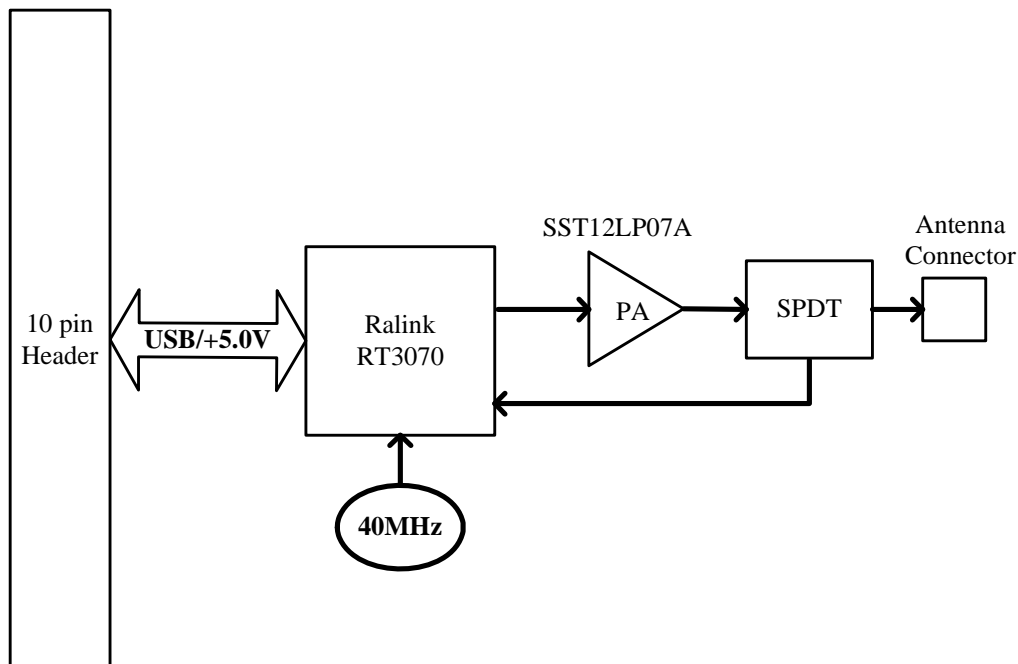 10 pin
Header
USB/+5.0V
Ralink
RT3070
40MHz
SST12LP07A
PA
SPDT
Antenna
Connector